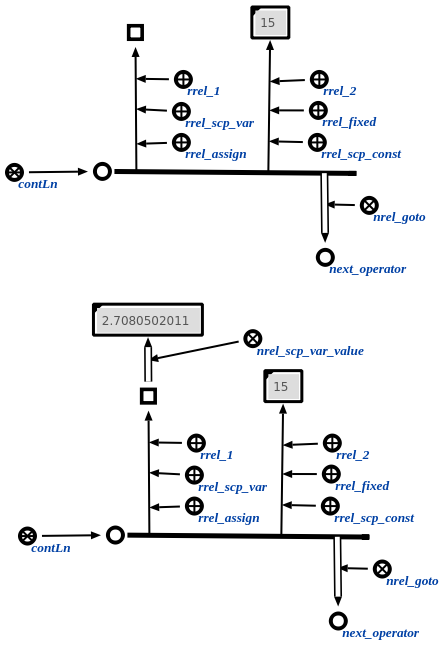 15
rrel_1
rrel_2
rrel_scp_var
rrel_fixed
rrel_assign
rrel_scp_const
contLn
nrel_goto
next_operator
2.7080502011
nrel_scp_var_value
15
rrel_1
rrel_2
rrel_scp_var
rrel_fixed
rrel_assign
rrel_scp_const
contLn
nrel_goto
next_operator